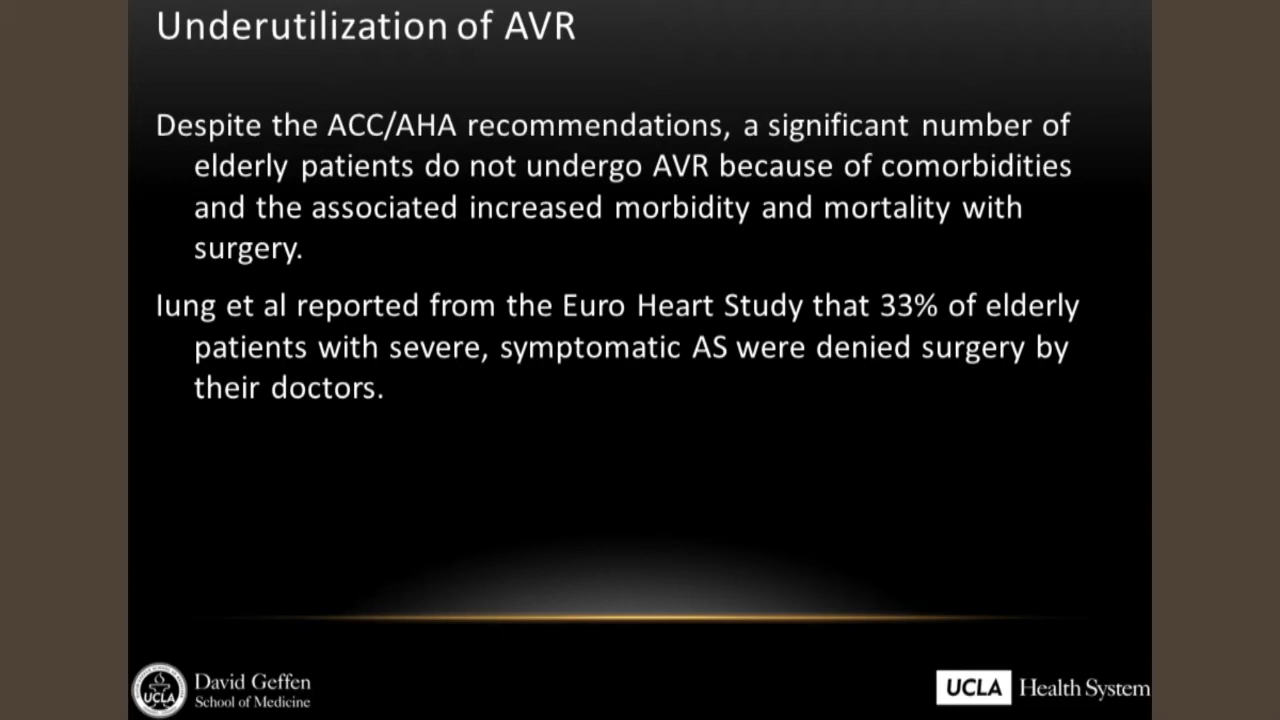 Underutilization of AVR
Despite the ACC/AHA recommendations, a significant number of
elderly patients do not undergo AVR because of comorbidities
and the associated increased morbidity and mortality with
surgery.
Iung et al reported from the Euro Heart Study that 33% of elderly
patients with severe, symptomatic AS were denied surgery by
their doctors.
UCLA
David Geffen
School of Medicine
UCLA Health System